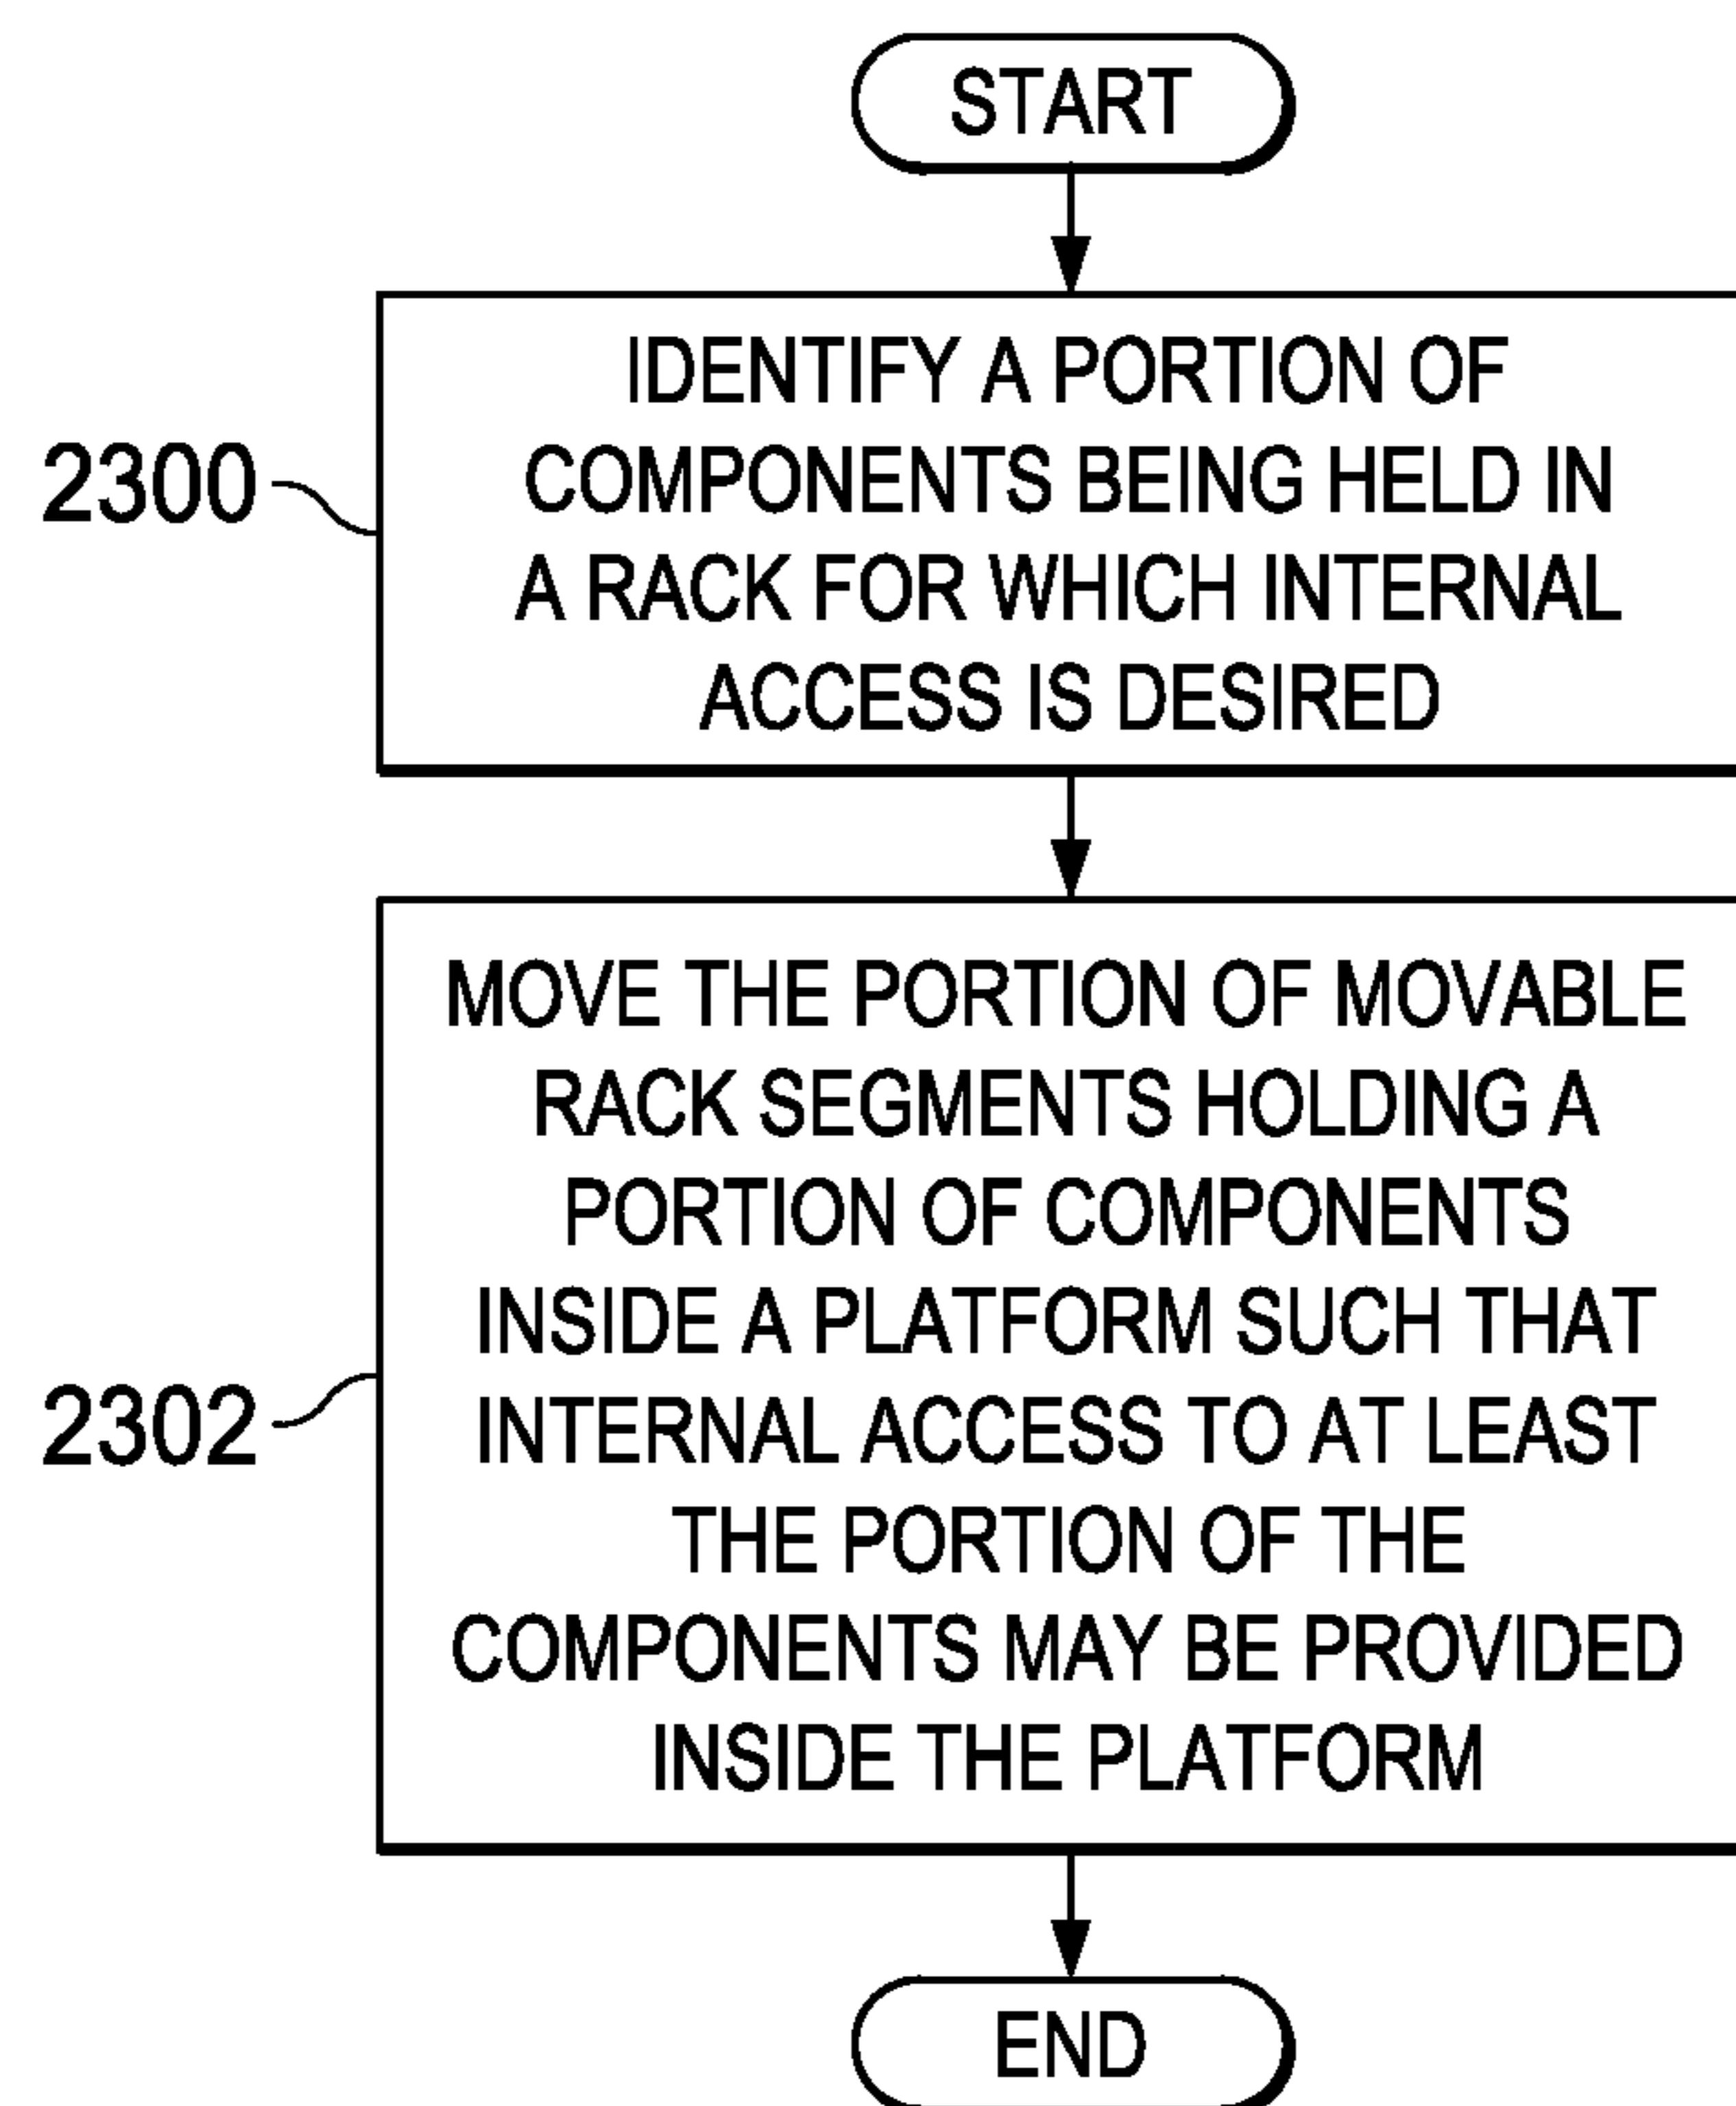 START
IDENTIFY A PORTION OF
COMPONENTS BEING HELD IN
A RACK FOR WHICH INTERNAL
ACCESS IS DESIRED
2300
MOVE THE PORTION OF MOVABLE
RACK SEGMENTS HOLDING A
PORTION OF COMPONENTS
INSIDE A PLATFORM SUCH THAT
INTERNAL ACCESS TO AT LEAST
THE PORTION OF THE
COMPONENTS MAY BE PROVIDED
INSIDE THE PLATFORM
2302
END